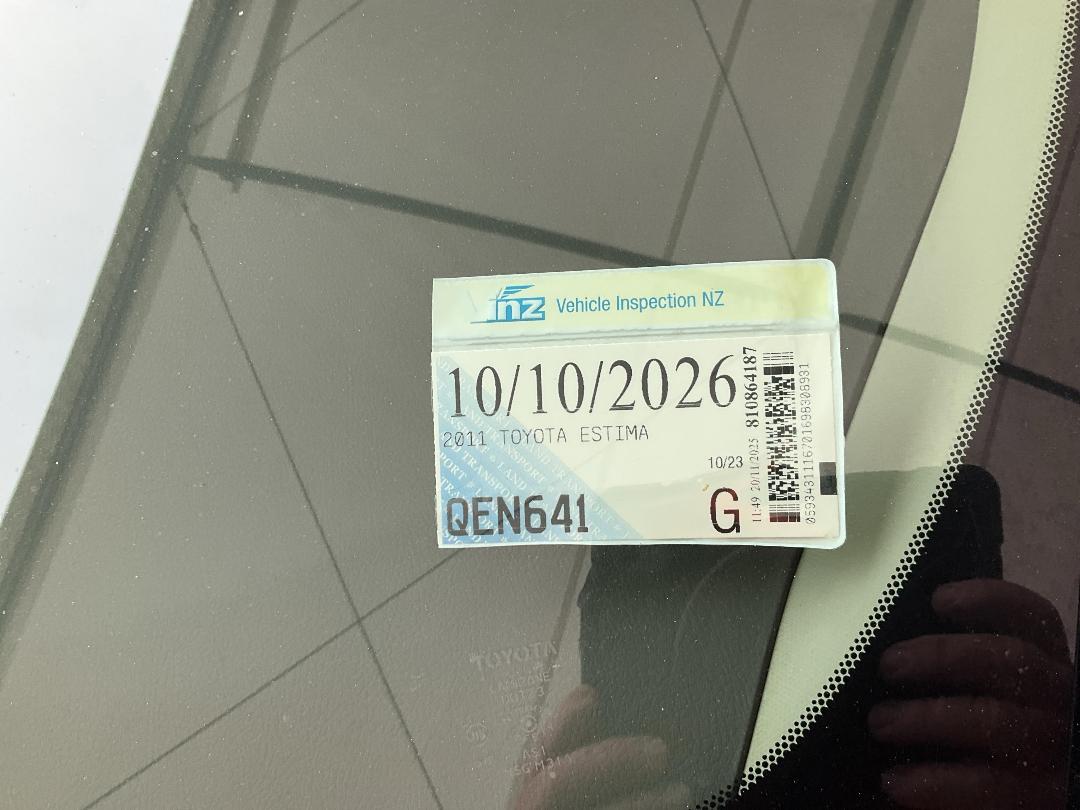 Vinz Vehicle Inspection NZ
10/10/2026
2011 TOYOTA ESTIMA
10/23
QEN641
G
11:49 20/11/2025 810864187
TOYOTA